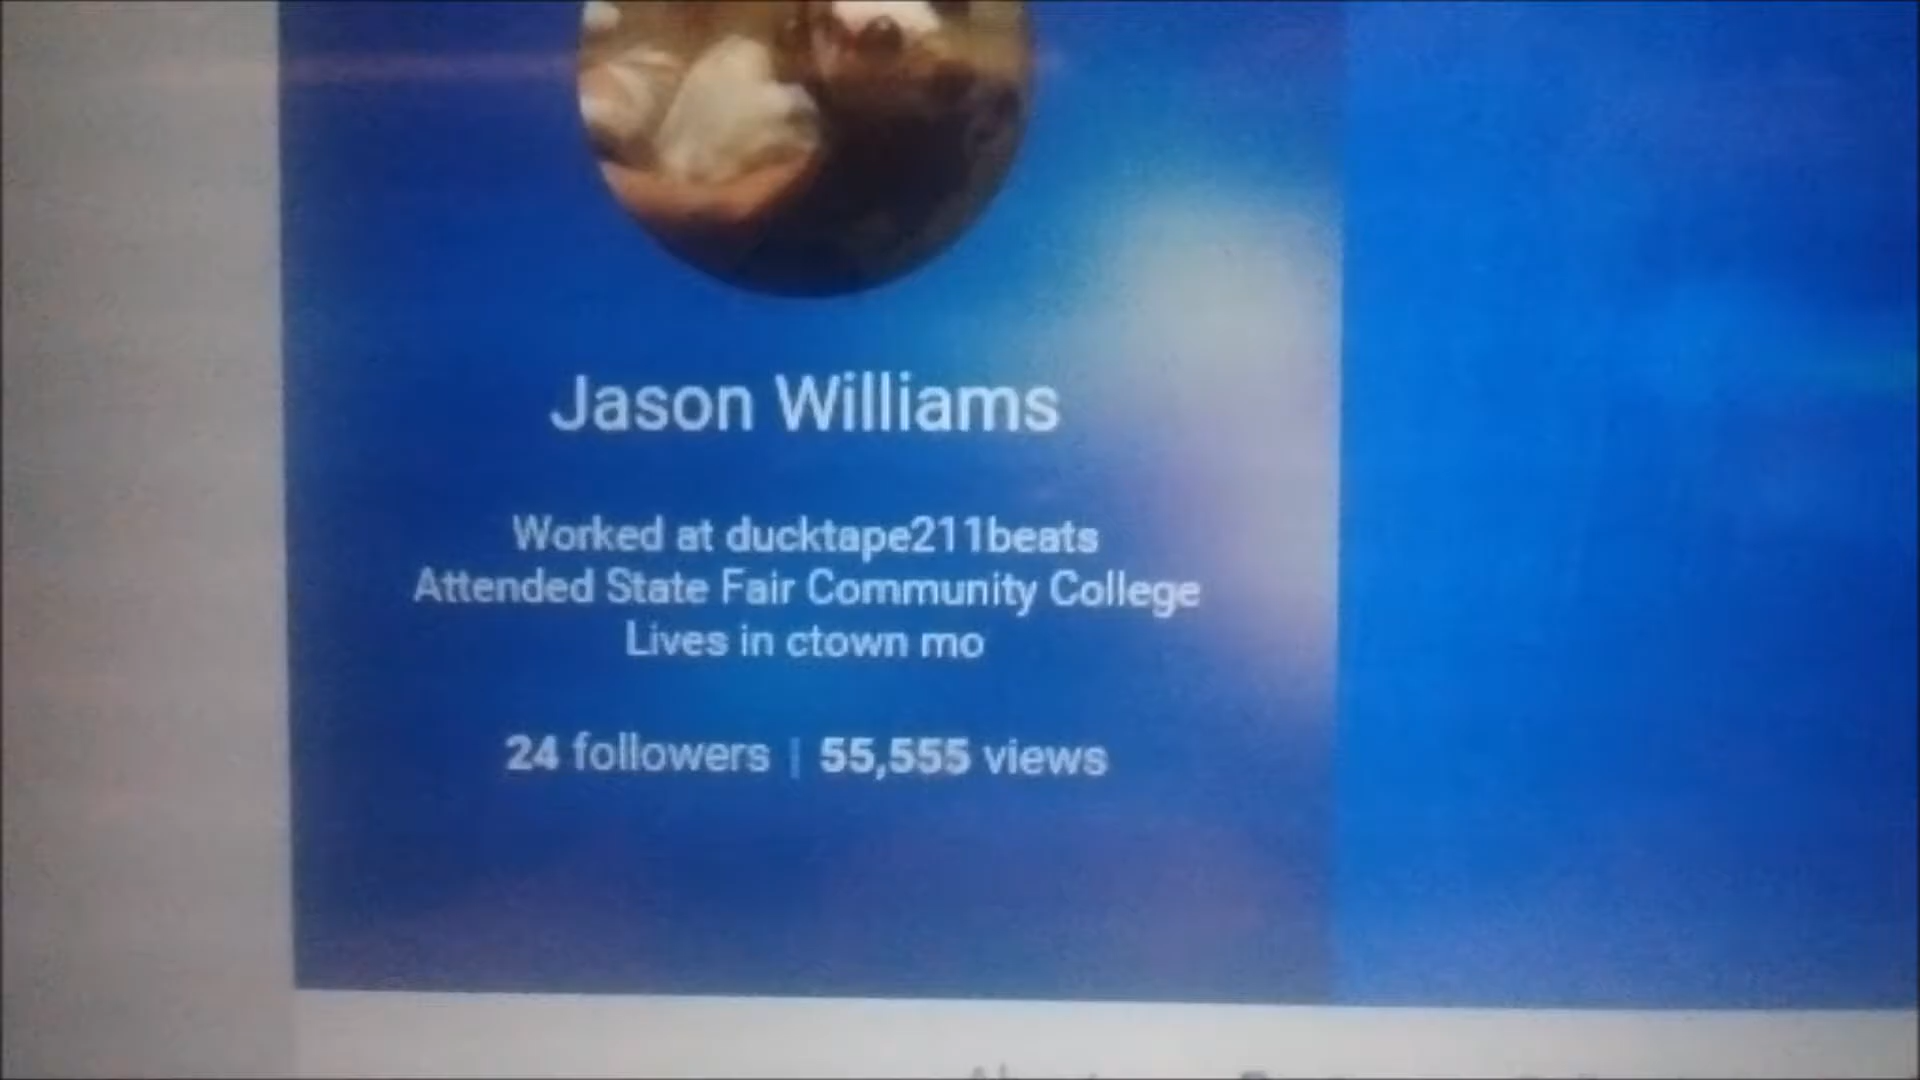 Jason Williams
Worked at ducktape211beats
Attended State Fair Community College
Lives in ctown mo
24 followers | 55,555 views